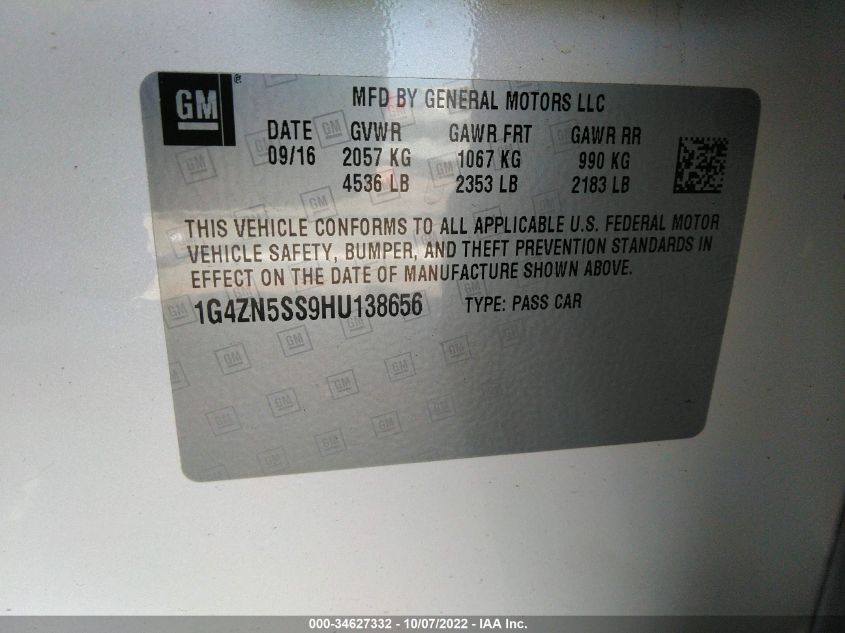 GM ®
MFD BY GENERAL MOTORS LLC
DATE GVWR GAWR FRT GAWR RR
09/16 2057 KG 1067 KG 990 KG
4536 LB 2353 LB 2183 LB
THIS VEHICLE CONFORMS TO ALL APPLICABLE U.S. FEDERAL MOTOR
VEHICLE SAFETY, BUMPER, AND THEFT PREVENTION STANDARDS IN
EFFECT ON THE DATE OF MANUFACTURE SHOWN ABOVE.
1G4ZN5SS9HU138656 TYPE: PASS CAR
000-34627332 - 10/07/2022 - IAA Inc.